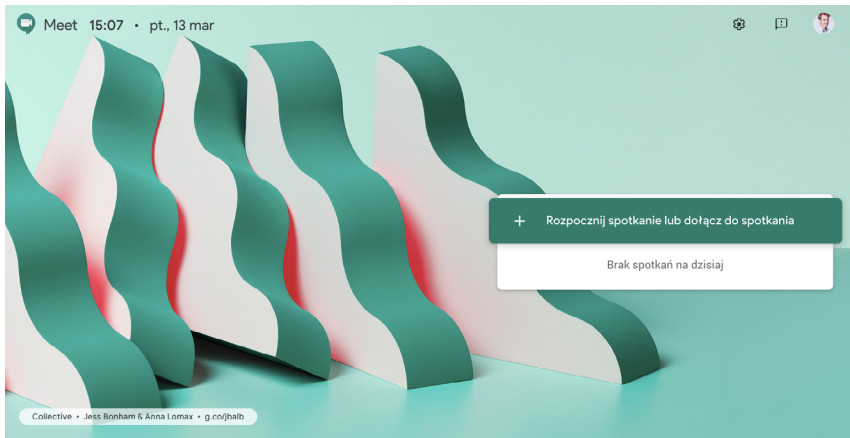 Meet 15:07 • pt., 13 mar
Rozpocznij spotkanie lub dołącz do spotkania
Brak spotkań na dzisiaj
Collective • Jess Bonham & Anna Lomax • g.co/jbalb